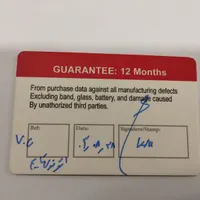 GUARANTEE: 12 Months
From purchase data against all manufacturing defects
Excluding band, glass, battery, and damage caused
By unathorized third parties.
Ref:
Date:
Signature/Stamp: